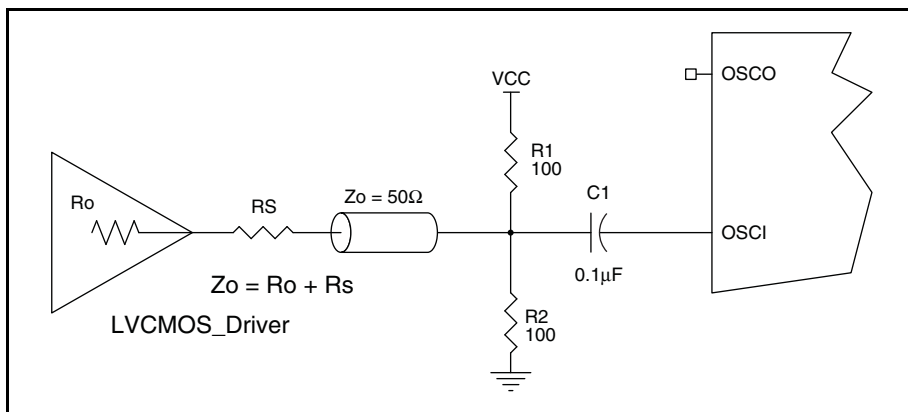 VCC
OSCO
R1
100
Ro
RS
Zo = 50Ω
C1
OSCI
0.1μF
Zo = Ro + Rs
LVCMOS_Driver
R2
100